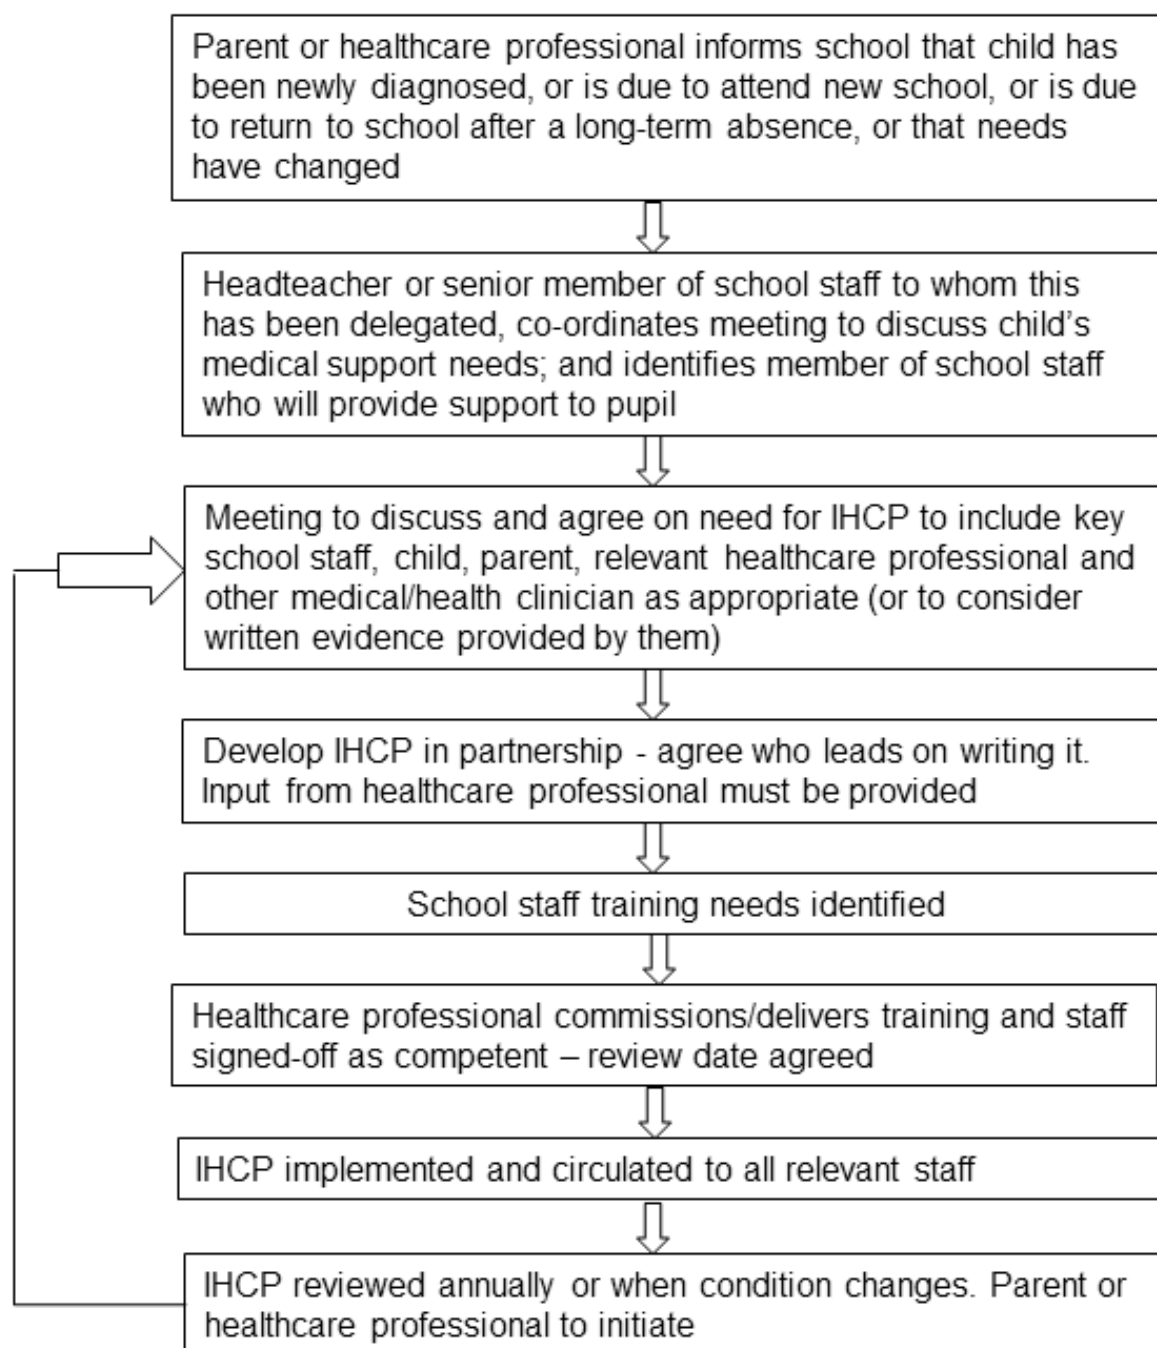 Parent or healthcare professional informs school that child has
been newly diagnosed, or is due to attend new school, or is due
to return to school after a long-term absence, or that needs
have changed
Headteacher or senior member of school staff to whom this
has been delegated, co-ordinates meeting to discuss child's
medical support needs; and identifies member of school staff
who will provide support to pupil
Meeting to discuss and agree on need for IHCP to include key
school staff, child, parent, relevant healthcare professional and
other medical/health clinician as appropriate (or to consider
written evidence provided by them)
Develop IHCP in partnership - agree who leads on writing it.
Input from healthcare professional must be provided
School staff training needs identified
Healthcare professional commissions/delivers training and staff
signed-off as competent – review date agreed
IHCP implemented and circulated to all relevant staff
IHCP reviewed annually or when condition changes. Parent or
healthcare professional to initiate